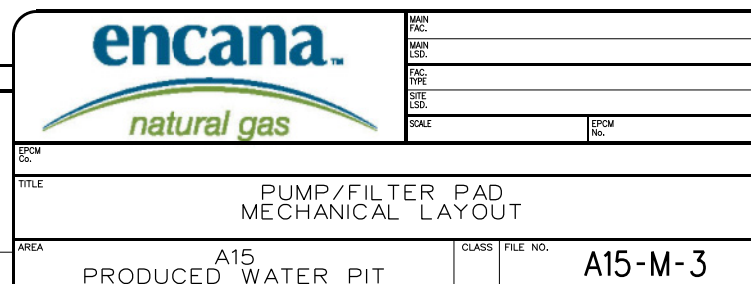 encana™
natural gas
MAIN
FAC.
MAIN
LSD.
FAC.
TYPE
SITE
LSD.
SCALE
EPCM
No.
EPCM
Co.
TITLE
PUMP/FILTER PAD
MECHANICAL LAYOUT
AREA
A15
PRODUCED WATER PIT
CLASS
FILE NO.
A15-M-3